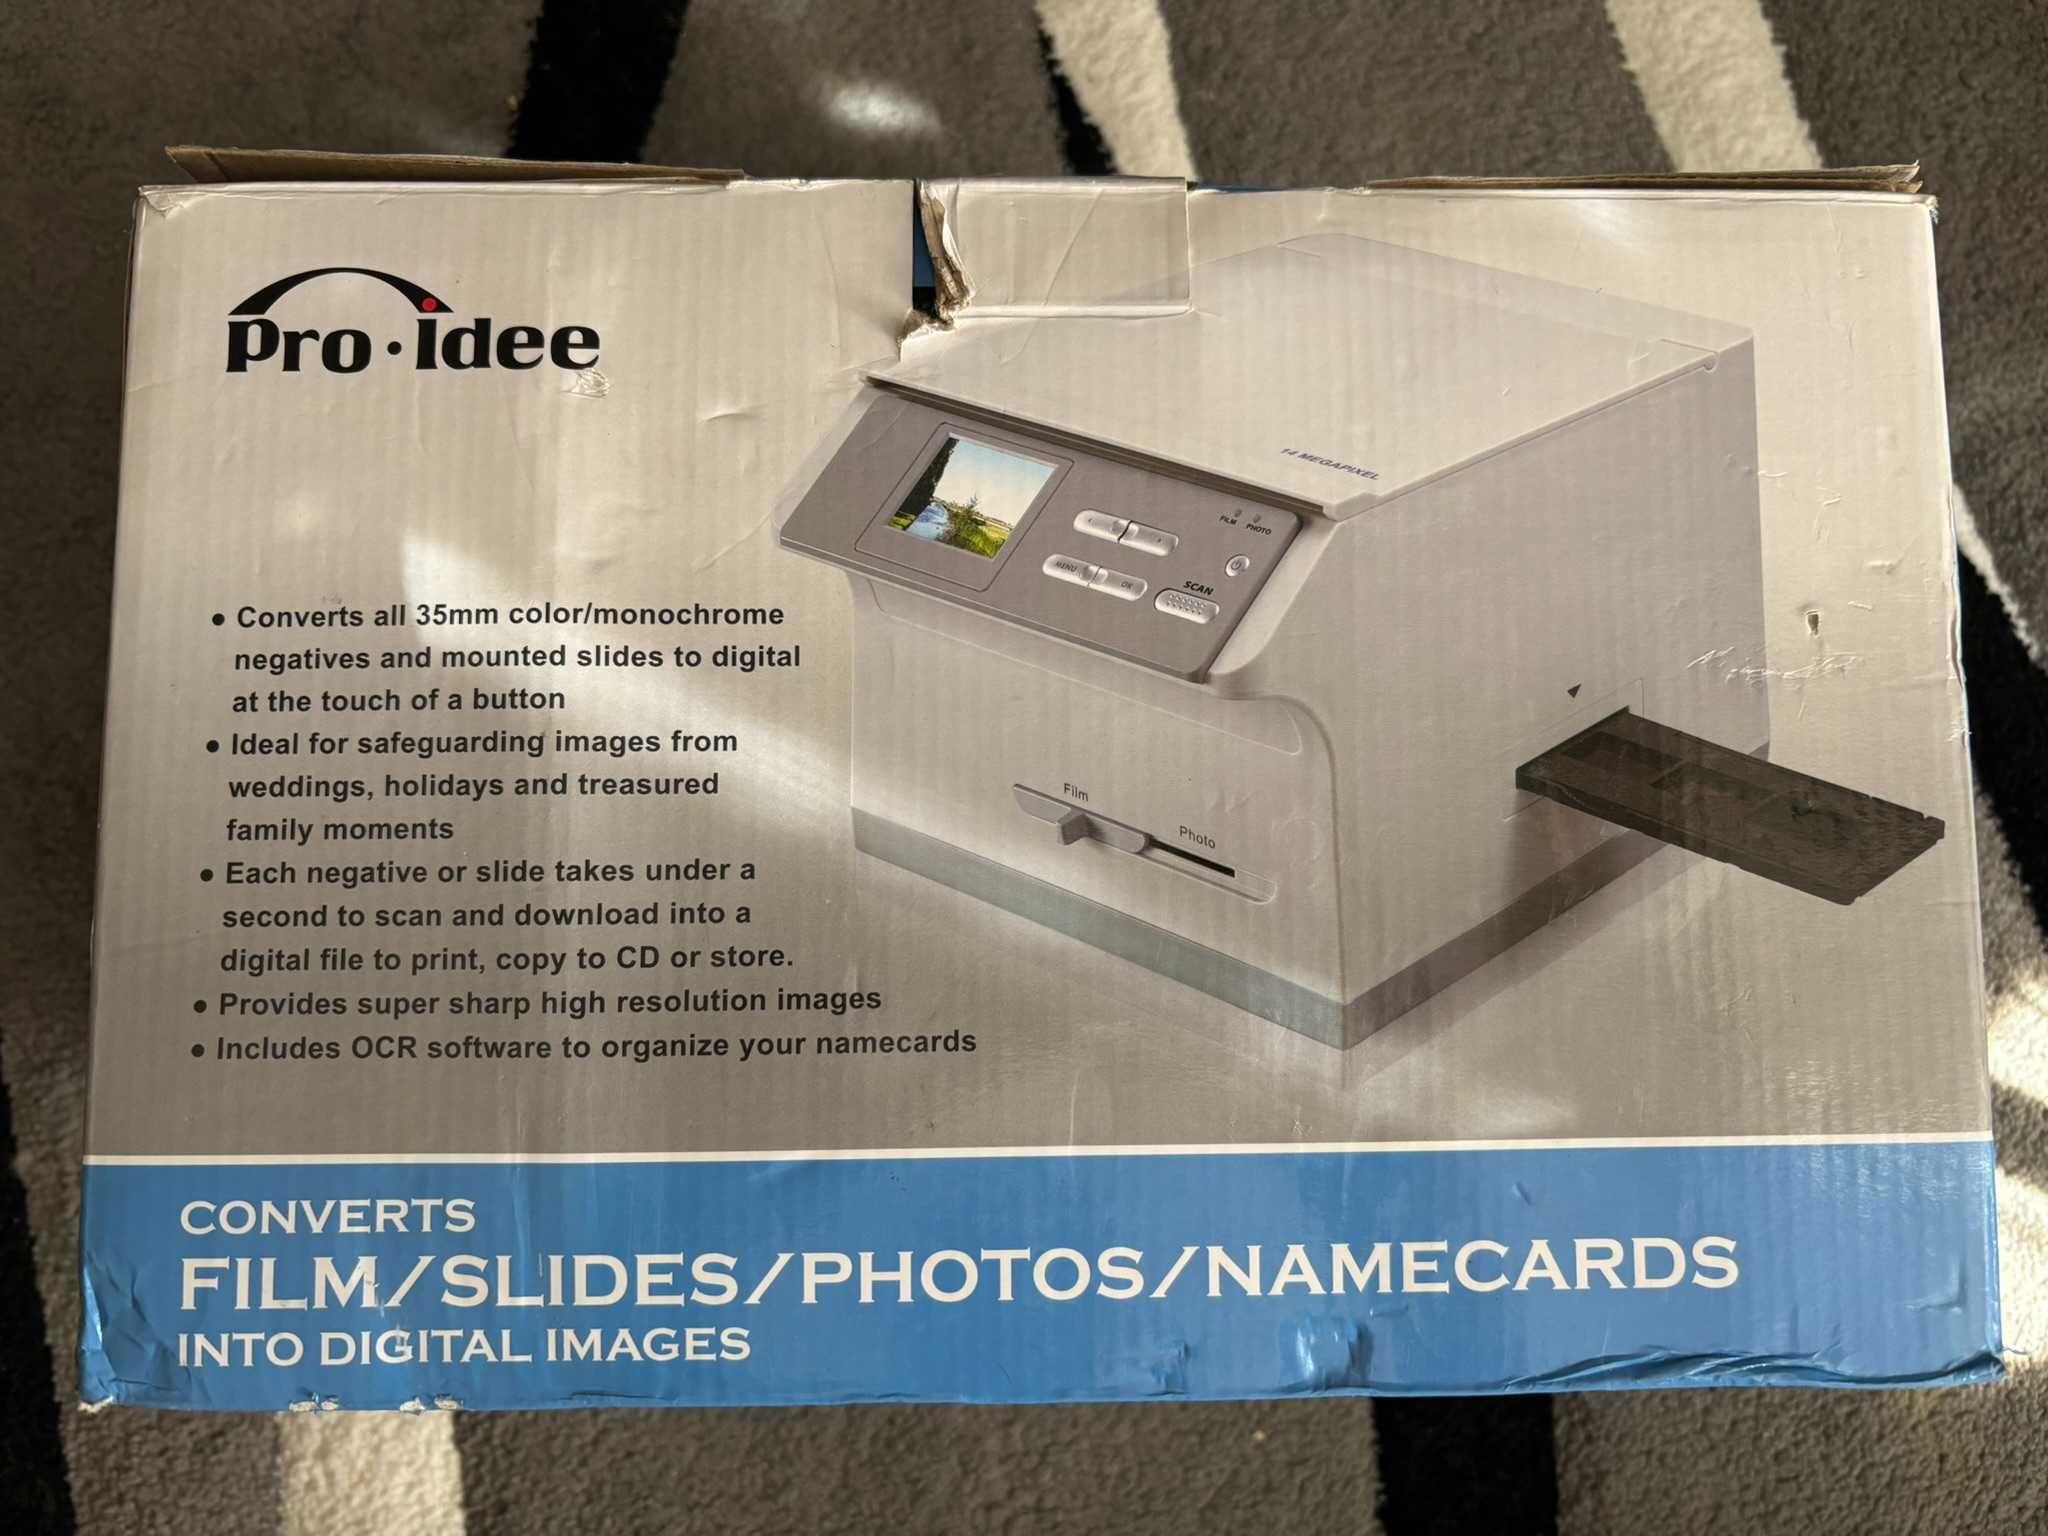 Pro·idee
14 MEGAPIXEL
FILM PHOTO
MENU OK
SCAN
Film
Photo
• Converts all 35mm color/monochrome
negatives and mounted slides to digital
at the touch of a button
• Ideal for safeguarding images from
weddings, holidays and treasured
family moments
• Each negative or slide takes under a
second to scan and download into a
digital file to print, copy to CD or store.
• Provides super sharp high resolution images
• Includes OCR software to organize your namecards
CONVERTS
FILM/SLIDES/PHOTOS/NAMECARDS
INTO DIGITAL IMAGES